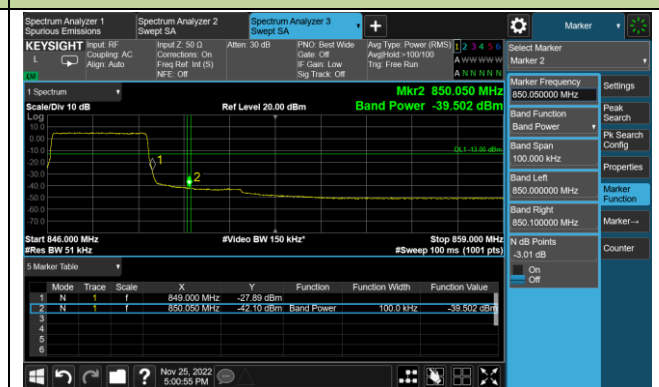 Spectrum Analyzer 1
Spurious Emissions
Spectrum Analyzer 2
Swept SA
Spectrum Analyzer 3
Swept SA
+
Marker
KEYSIGHT
L
Input: RF
Coupling: AC
Align: Auto
Input Z: 50 Ω
Corrections: On
Freq Ref: Int (S)
NFE: Off
Atten: 30 dB
PNO: Best Wide
Gate: Off
IF Gain: Low
Sig Track: Off
Avg Type: Power (RMS)
Avg|Hold:>100/100
Trig: Free Run
1 2 3 4 5 6
A W W W W W
A N N N N N
Select Marker
Marker 2
1 Spectrum
Scale/Div 10 dB
Ref Level 20.00 dBm
Mkr2 850.050 MHz
Band Power -39.502 dBm
Log
10.0
0.00
-10.0
-20.0
-30.0
-40.0
-50.0
-60.0
-70.0
DL1 -13.00 dBm
1
2
Start 846.000 MHz
#Res BW 51 kHz
#Video BW 150 kHz*
Stop 859.000 MHz
#Sweep 100 ms (1001 pts)
5 Marker Table
Mode Trace Scale X Y Function Function Width Function Value
1 N 1 f 849.000 MHz -27.89 dBm
2 N 1 f 850.050 MHz -42.10 dBm Band Power 100.0 kHz -39.502 dBm
3
4
5
6
Marker Frequency
850.050000 MHz
Band Function
Band Power
Band Span
100.000 kHz
Band Left
850.000000 MHz
Band Right
850.100000 MHz
N dB Points
-3.01 dB
On
Off
Settings
Peak
Search
Pk Search
Config
Properties
Marker
Function
Marker→
Counter
?
Nov 25, 2022
5:00:55 PM